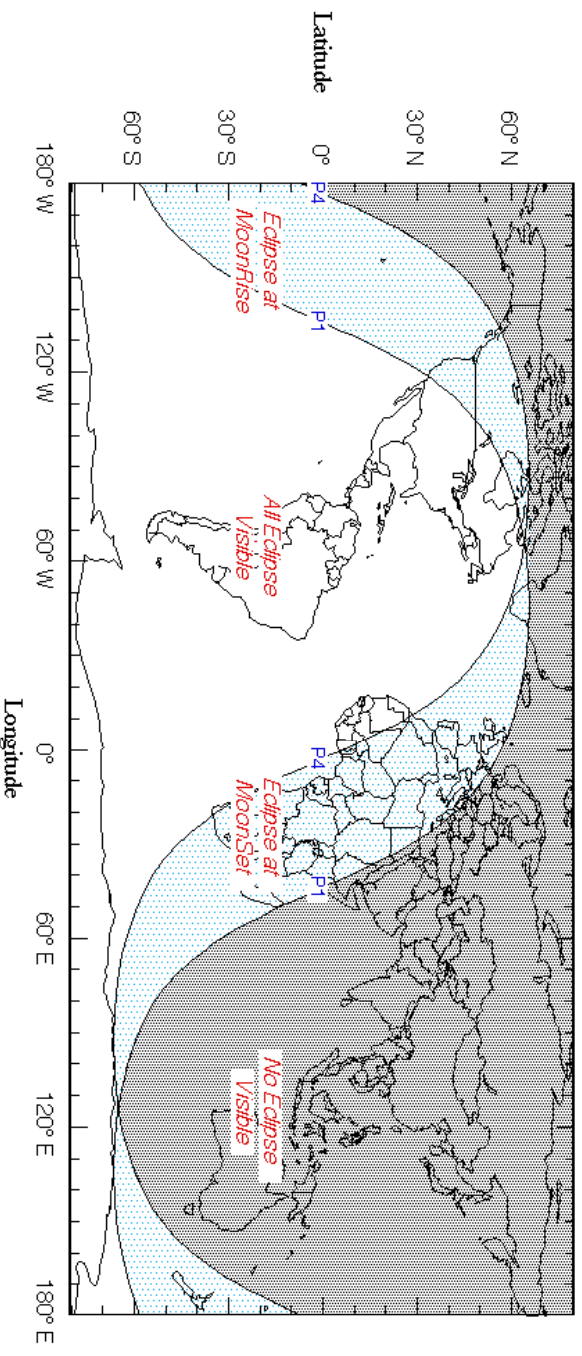 Latitude
60° N
30° N
0°
30° S
60° S
P4
P1
P4
P1
Eclipse at
MoonRise
All Eclipse
Visible
Eclipse at
MoonSet
No Eclipse
Visible
180° W
120° W
60° W
0°
60° E
120° E
180° E
Longitude